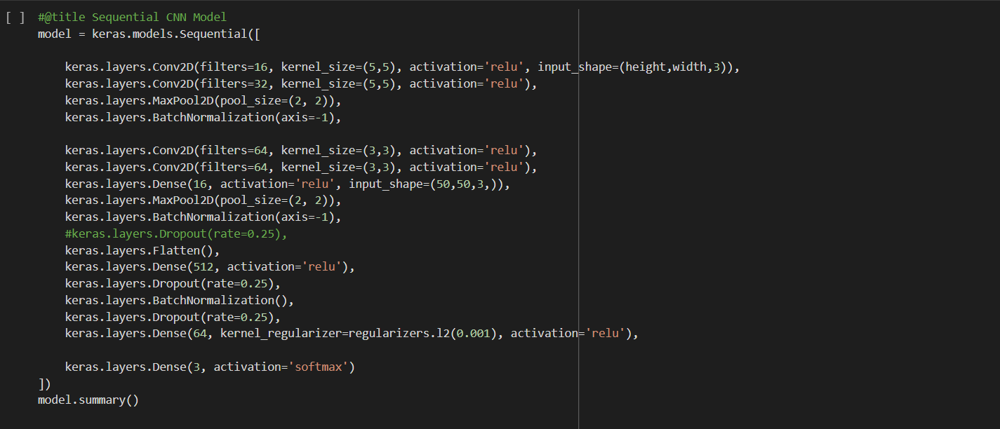 [ ] #@title Sequential CNN Model
model = keras.models.Sequential([
keras.layers.Conv2D(filters=16, kernel_size=(5,5), activation='relu', input_shape=(height,width,3)),
keras.layers.Conv2D(filters=32, kernel_size=(5,5), activation='relu'),
keras.layers.MaxPool2D(pool_size=(2, 2)),
keras.layers.BatchNormalization(axis=-1),
keras.layers.Conv2D(filters=64, kernel_size=(3,3), activation='relu'),
keras.layers.Conv2D(filters=64, kernel_size=(3,3), activation='relu'),
keras.layers.Dense(16, activation='relu', input_shape=(50,50,3,)),
keras.layers.MaxPool2D(pool_size=(2, 2)),
keras.layers.BatchNormalization(axis=-1),
#keras.layers.Dropout(rate=0.25),
keras.layers.Flatten(),
keras.layers.Dense(512, activation='relu'),
keras.layers.Dropout(rate=0.25),
keras.layers.BatchNormalization(),
keras.layers.Dropout(rate=0.25),
keras.layers.Dense(64, kernel_regularizer=regularizers.l2(0.001), activation='relu'),
keras.layers.Dense(3, activation='softmax')
])
model.summary()